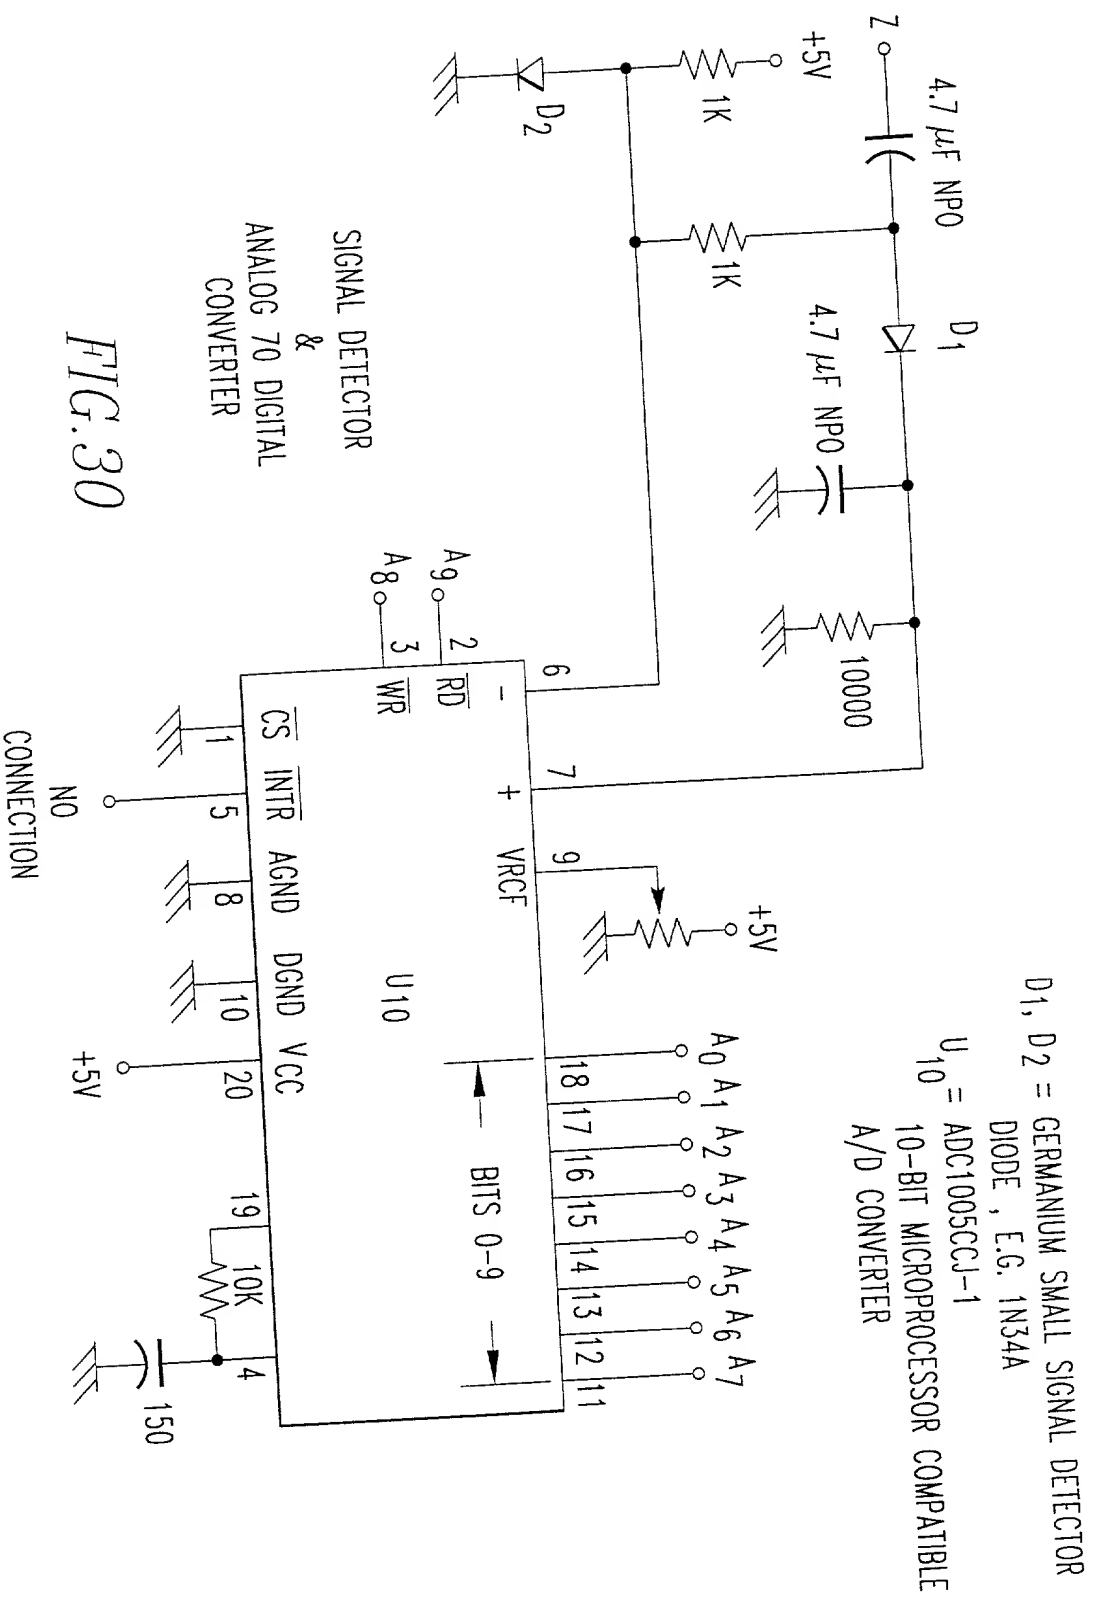 D1, D2 = GERMANIUM SMALL SIGNAL DETECTOR
DIODE , E.G. 1N34A
U10 = ADC1005CCJ-1
10-BIT MICROPROCESSOR COMPATIBLE
A/D CONVERTER
Z
4.7 μF NPO
D1
4.7 μF NPO
10000
+5V
1K
1K
D2
+5V
A0 A1 A2 A3 A4 A5 A6 A7
6
7
9
18 17 16 15 14 13 12 11
-
+
VRCF
BITS 0-9
A9
2
RD
A8
3
WR
U10
CS
INTR
AGND
DGND
VCC
1
5
8
10
20
19
4
10K
150
NO
CONNECTION
+5V
SIGNAL DETECTOR
&
ANALOG 70 DIGITAL
CONVERTER
FIG.30